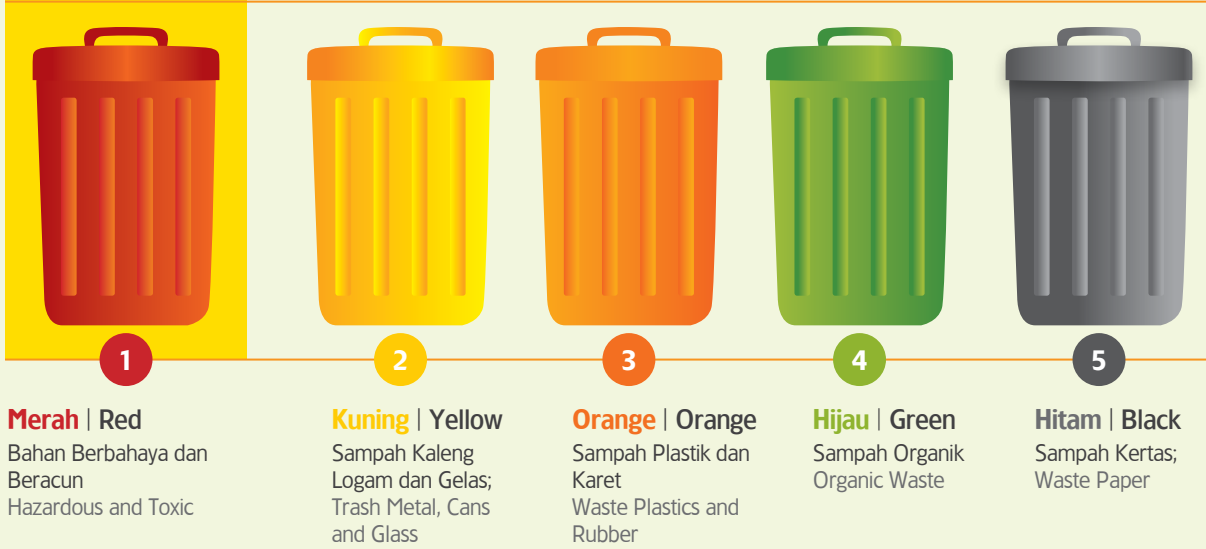 1
Merah | Red
Bahan Berbahaya dan
Beracun
Hazardous and Toxic
2
Kuning | Yellow
Sampah Kaleng
Logam dan Gelas;
Trash Metal, Cans
and Glass
3
Orange | Orange
Sampah Plastik dan
Karet
Waste Plastics and
Rubber
4
Hijau | Green
Sampah Organik
Organic Waste
5
Hitam | Black
Sampah Kertas;
Waste Paper